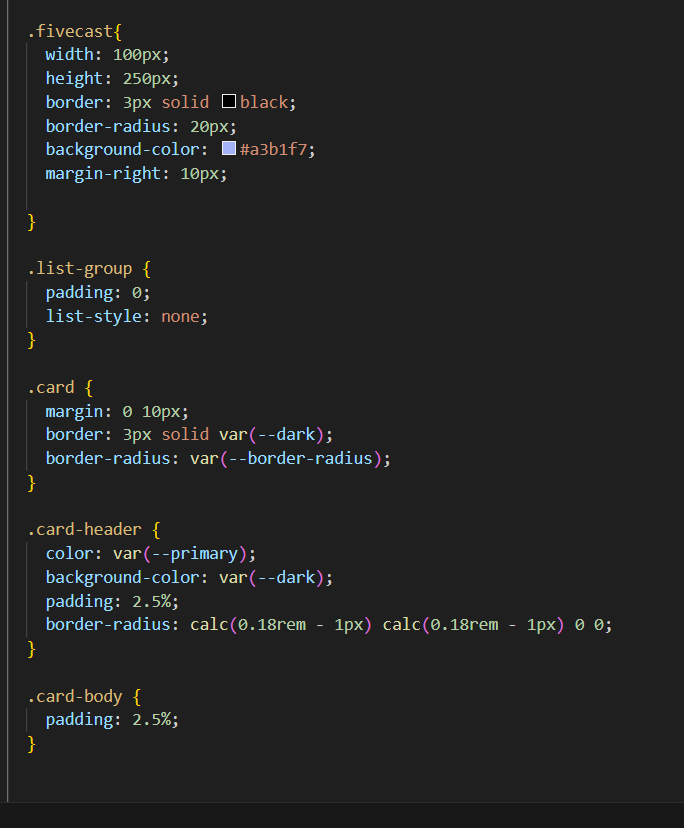 .fivecast{
width: 100px;
height: 250px;
border: 3px solid black;
border-radius: 20px;
background-color: #a3b1f7;
margin-right: 10px;
}
.list-group {
padding: 0;
list-style: none;
}
.card {
margin: 0 10px;
border: 3px solid var(--dark);
border-radius: var(--border-radius);
}
.card-header {
color: var(--primary);
background-color: var(--dark);
padding: 2.5%;
border-radius: calc(0.18rem - 1px) calc(0.18rem - 1px) 0 0;
}
.card-body {
padding: 2.5%;
}